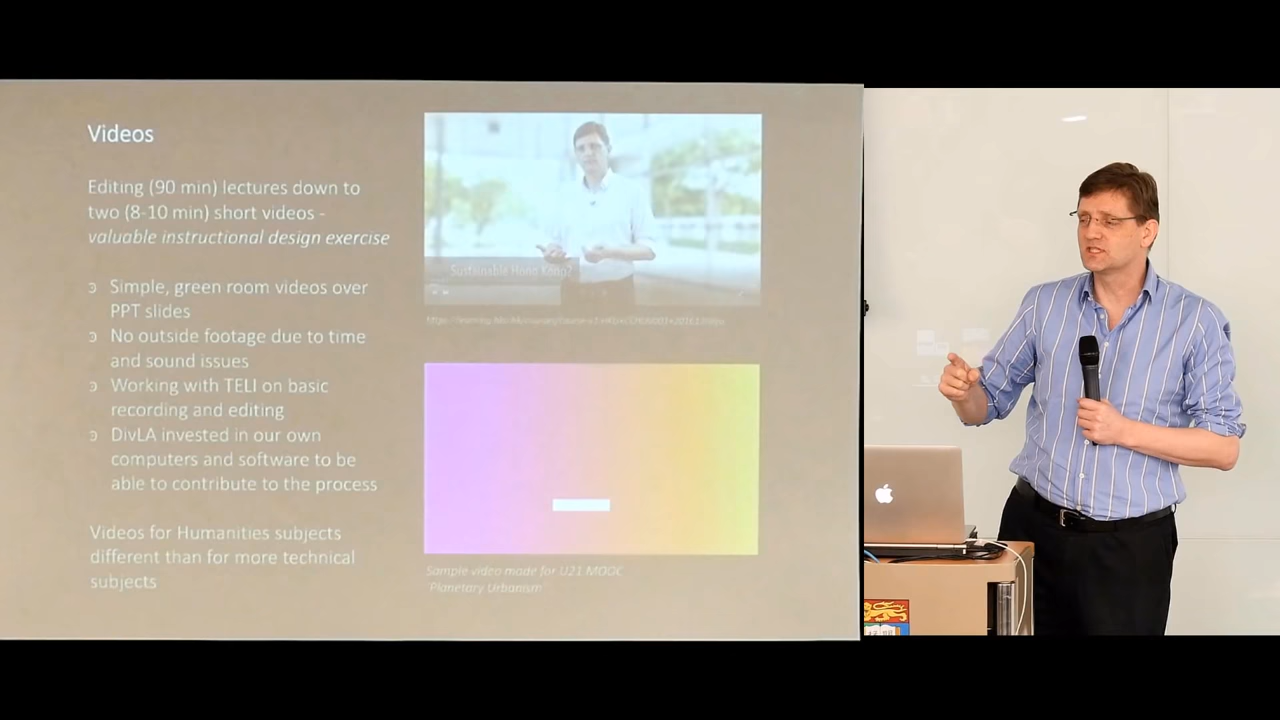 Videos
Editing (90 min) lectures down to
two (8-10 min) short videos -
valuable instructional design exercise
Simple, green room videos over
PPT slides
No outside footage due to time
and sound issues
Working with TELI on basic
recording and editing
DivLA invested in our own
computers and software to be
able to contribute to the process
Videos for Humanities subjects
different than for more technical
subjects
Sustainable Hong Kong?
Sample video made for U21 MOOC
Planetary Urbanism